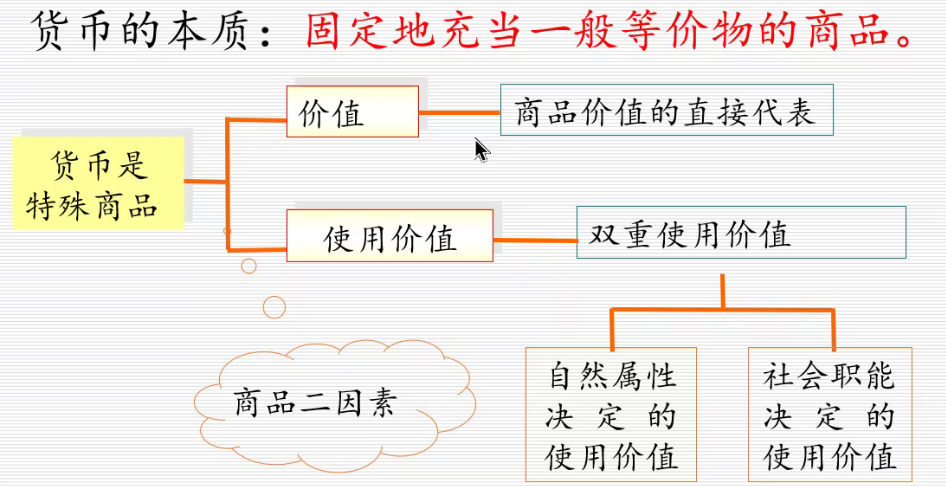 货币的本质：固定地充当一般等价物的商品。
价值
商品价值的直接代表
货币是
特殊商品
使用价值
双重使用价值
商品二因素
自然属性
决定的
使用价值
社会职能
决定的
使用价值